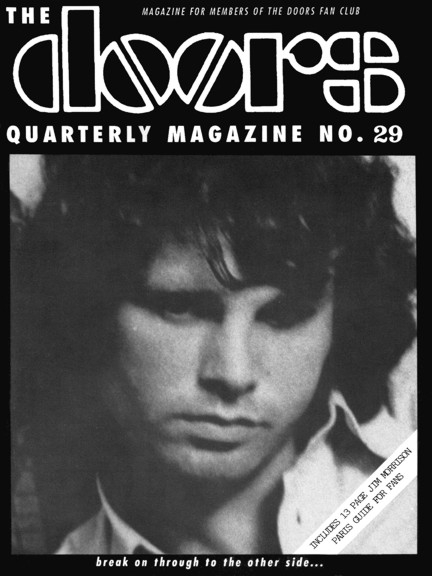 THE
MAGAZINE FOR MEMBERS OF THE DOORS FAN CLUB
doors
QUARTERLY MAGAZINE NO. 29
INCLUDES 13 PAGE JIM MORRISON
PARIS GUIDE FOR FANS
break on through to the other side...